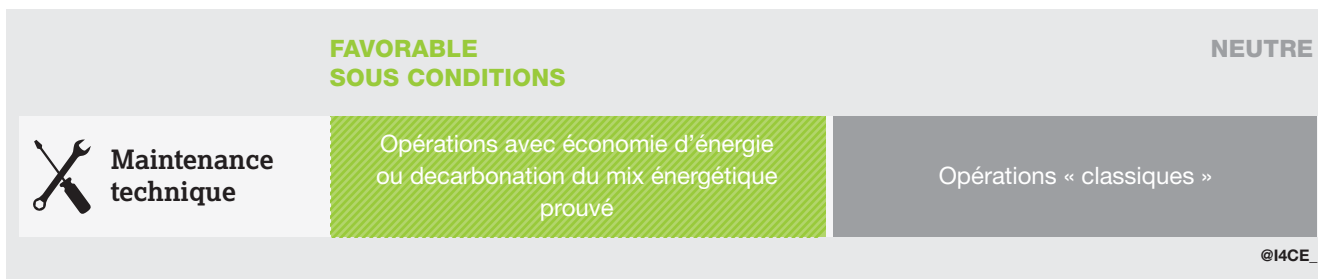 FAVORABLE
SOUS CONDITIONS
NEUTRE
Maintenance
technique
Opérations avec économie d’énergie
ou decarbonation du mix énergétique
prouvé
Opérations « classiques »
@I4CE_